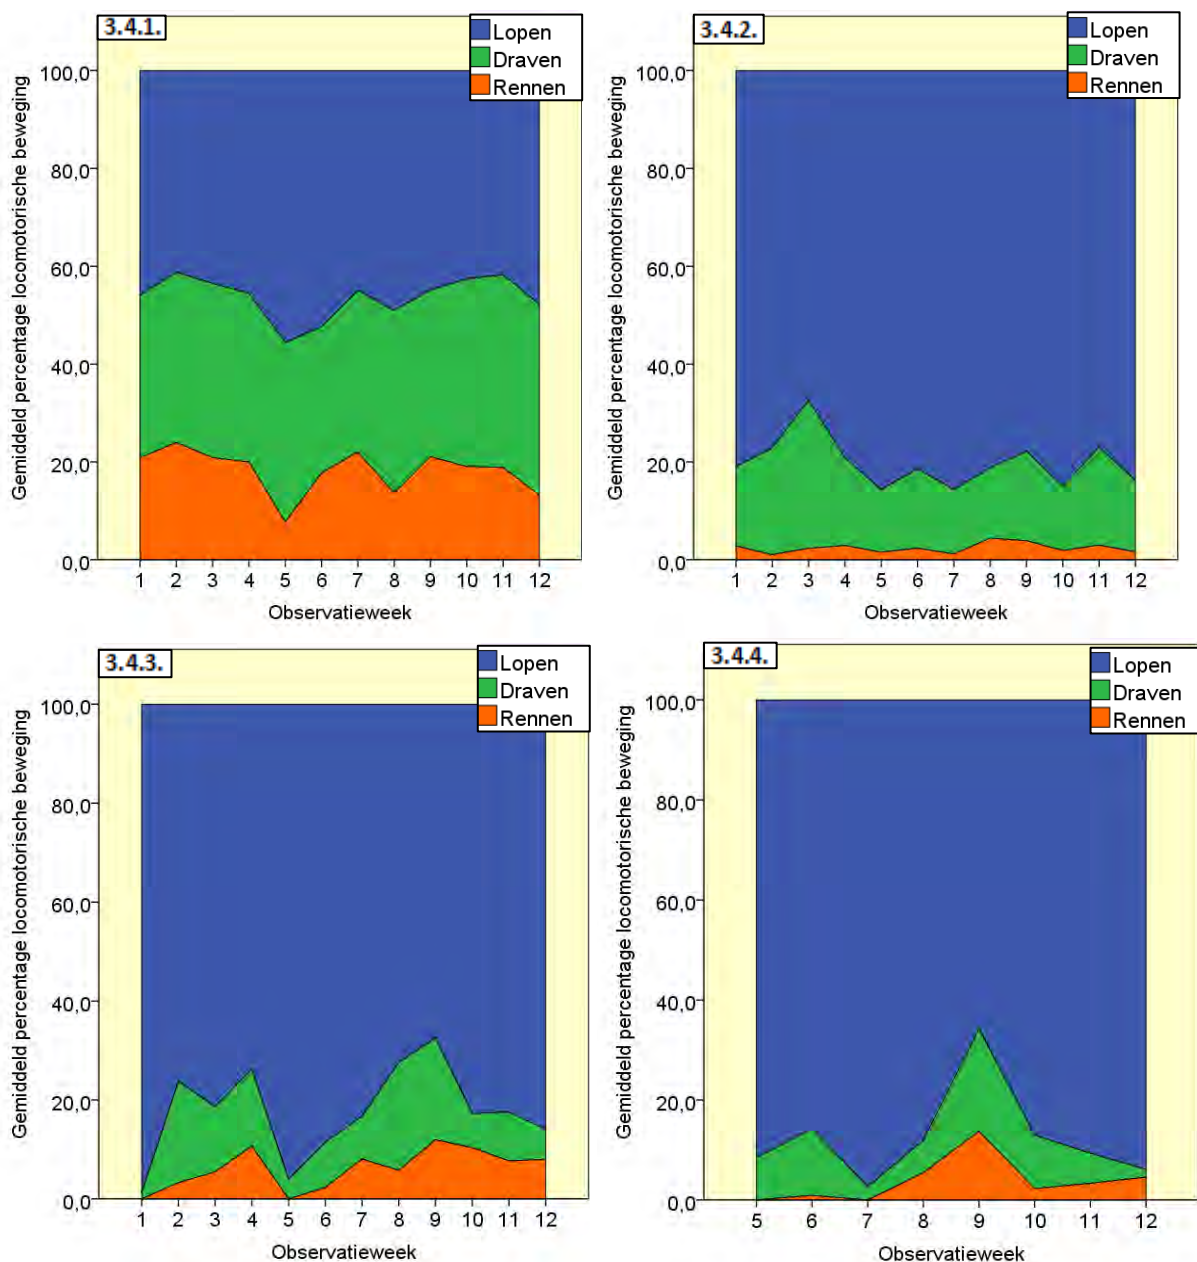 3.4.1.
Lopen
Draven
Rennen
Gemiddeld percentage locomotorische beweging
100,0
80,0
60,0
40,0
20,0
0,0
1 2 3 4 5 6 7 8 9 10 11 12
Observatieweek
3.4.2.
Lopen
Draven
Rennen
Gemiddeld percentage locomotorische beweging
100,0
80,0
60,0
40,0
20,0
0,0
1 2 3 4 5 6 7 8 9 10 11 12
Observatieweek
3.4.3.
Lopen
Draven
Rennen
Gemiddeld percentage locomotorische beweging
100,0
80,0
60,0
40,0
20,0
0,0
1 2 3 4 5 6 7 8 9 10 11 12
Observatieweek
3.4.4.
Lopen
Draven
Rennen
Gemiddeld percentage locomotorische beweging
100,0
80,0
60,0
40,0
20,0
0,0
5 6 7 8 9 10 11 12
Observatieweek